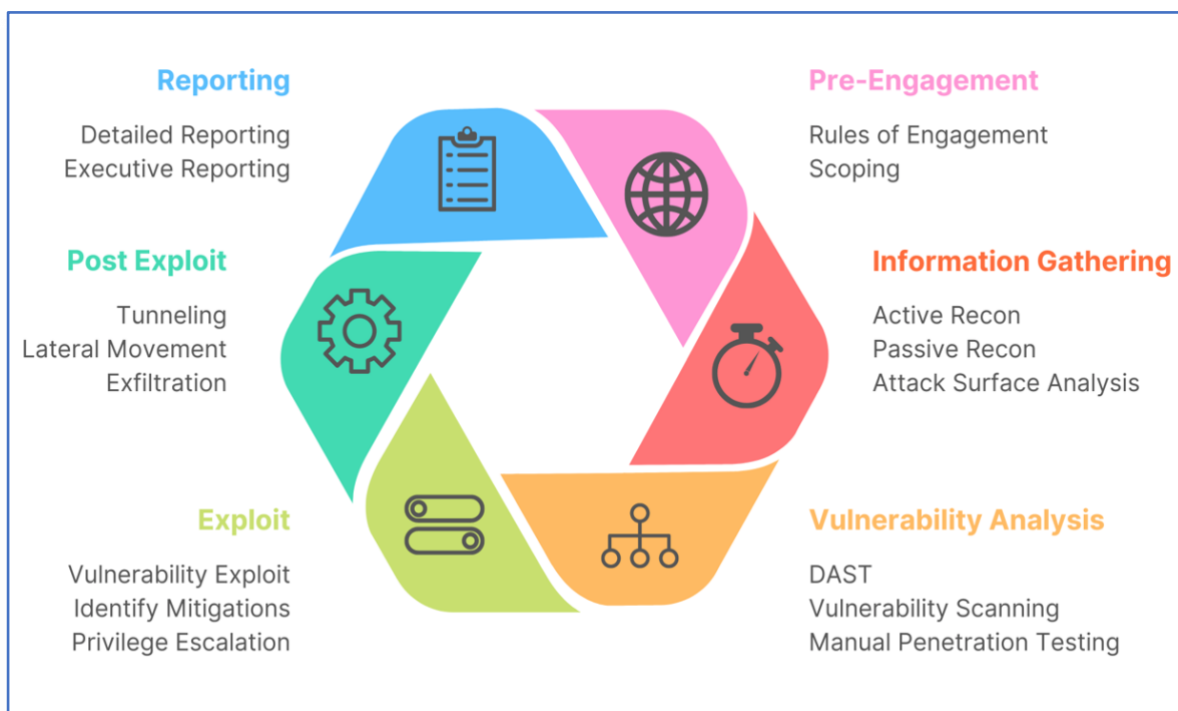 Reporting
Detailed Reporting
Executive Reporting
Pre-Engagement
Rules of Engagement
Scoping
Post Exploit
Tunneling
Lateral Movement
Exfiltration
Information Gathering
Active Recon
Passive Recon
Attack Surface Analysis
Exploit
Vulnerability Exploit
Identify Mitigations
Privilege Escalation
Vulnerability Analysis
DAST
Vulnerability Scanning
Manual Penetration Testing